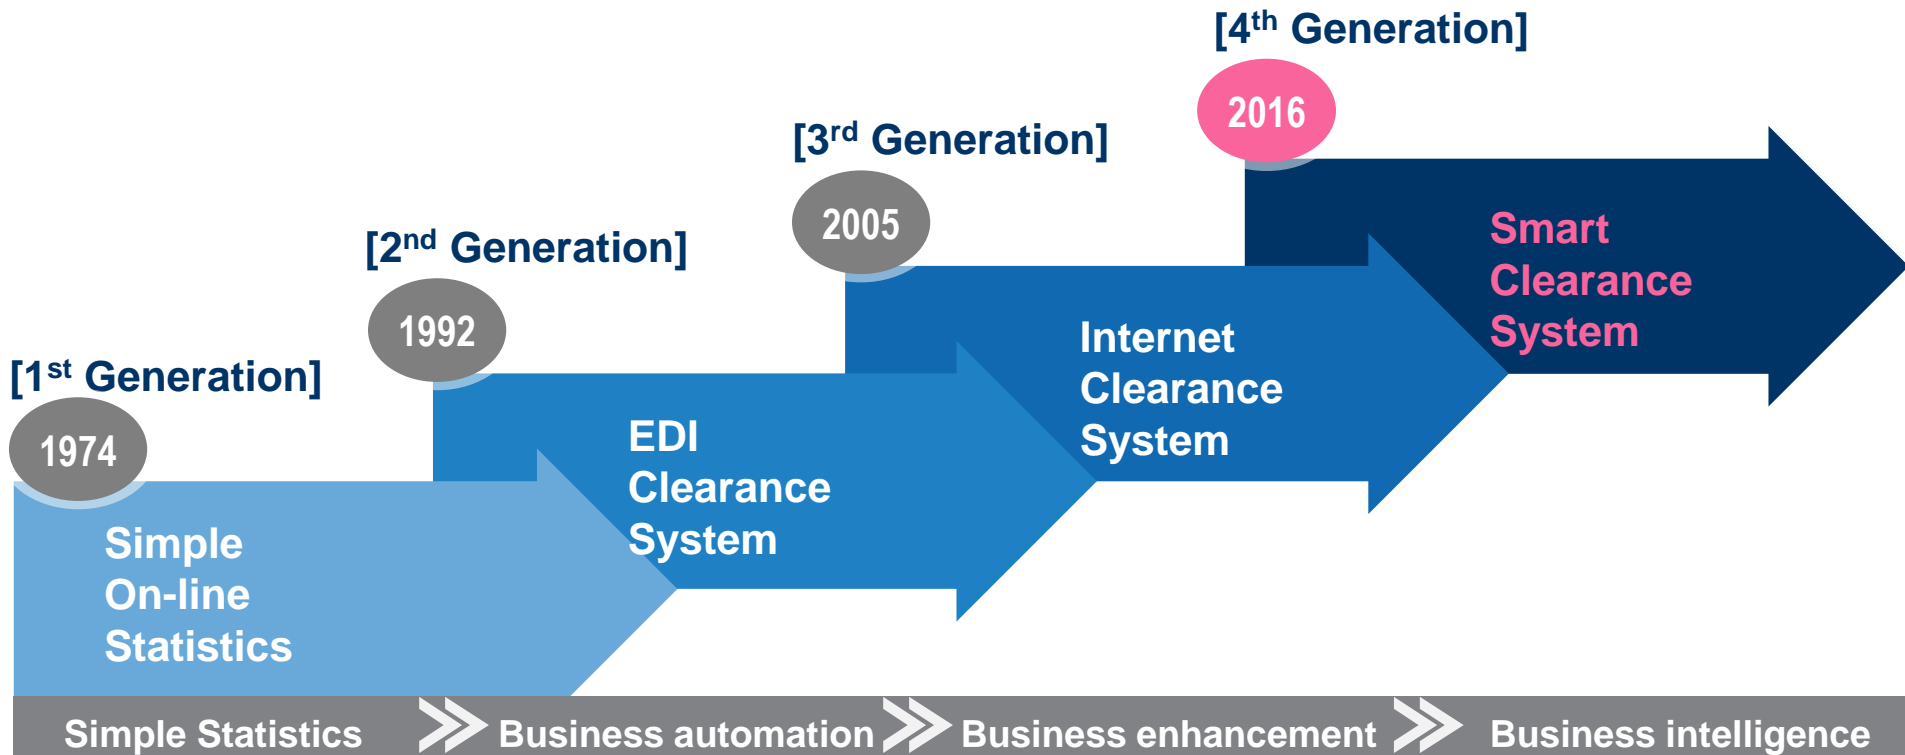 [1st Generation]
1974
Simple
On-line
Statistics
[2nd Generation]
1992
EDI
Clearance
System
[3rd Generation]
2005
Internet
Clearance
System
[4th Generation]
2016
Smart
Clearance
System
Simple Statistics
Business automation
Business enhancement
Business intelligence